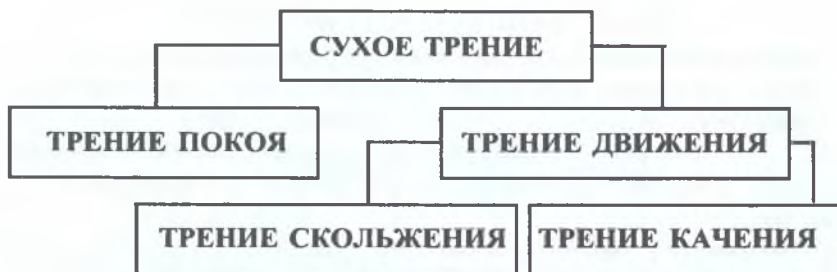 СУХОЕ ТРЕНИЕ
ТРЕНИЕ ПОКОЯ
ТРЕНИЕ ДВИЖЕНИЯ
ТРЕНИЕ СКОЛЬЖЕНИЯ
ТРЕНИЕ КАЧЕНИЯ